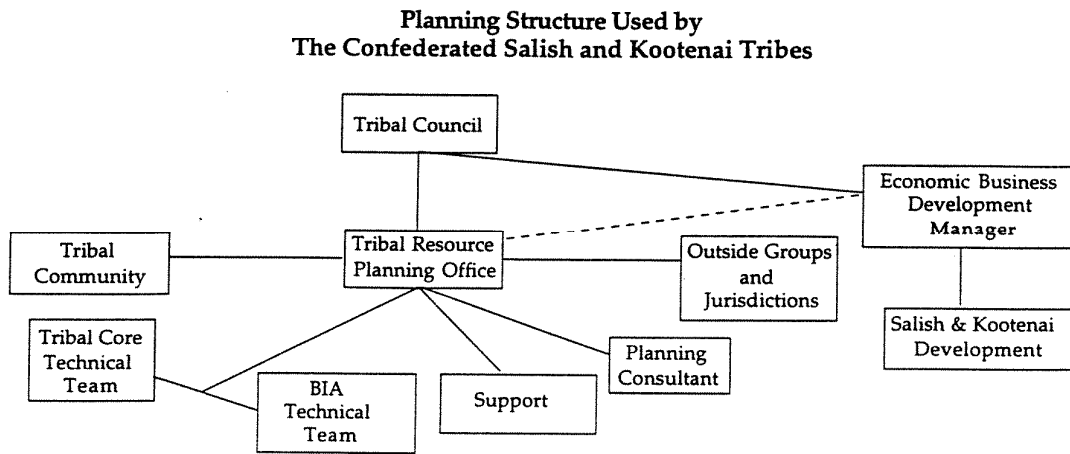 Planning Structure Used by
The Confederated Salish and Kootenai Tribes
Tribal Council
Economic Business
Development
Manager
Tribal
Community
Tribal Resource
Planning Office
Outside Groups
and
Jurisdictions
Salish & Kootenai
Development
Tribal Core
Technical
Team
BIA
Technical
Team
Support
Planning
Consultant